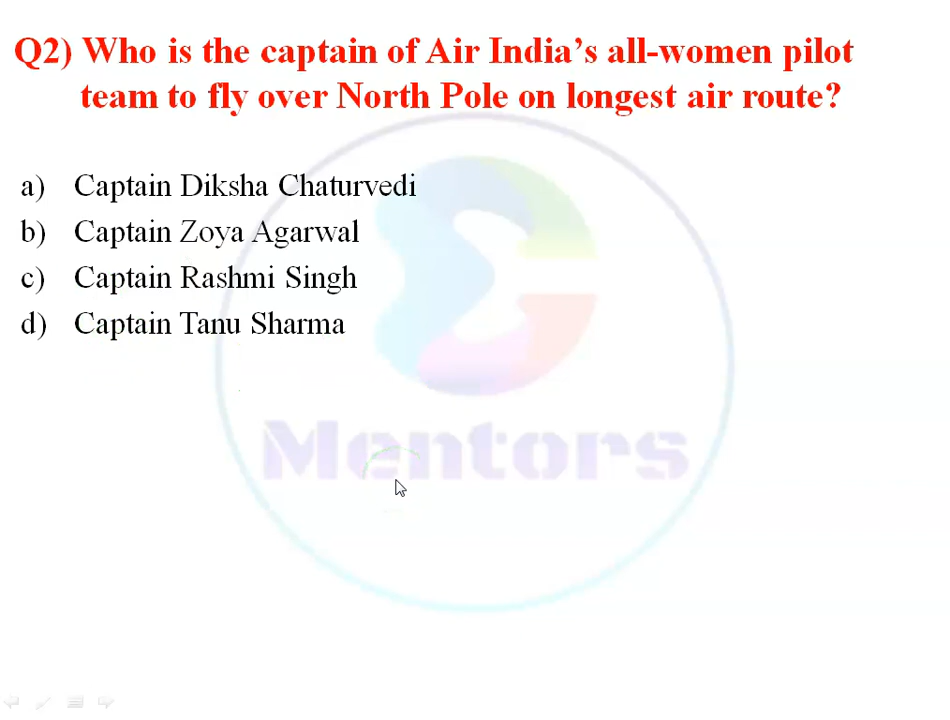 Q2) Who is the captain of Air India’s all-women pilot
team to fly over North Pole on longest air route?
a) Captain Diksha Chaturvedi
b) Captain Zoya Agarwal
c) Captain Rashmi Singh
d) Captain Tanu Sharma
Mentors